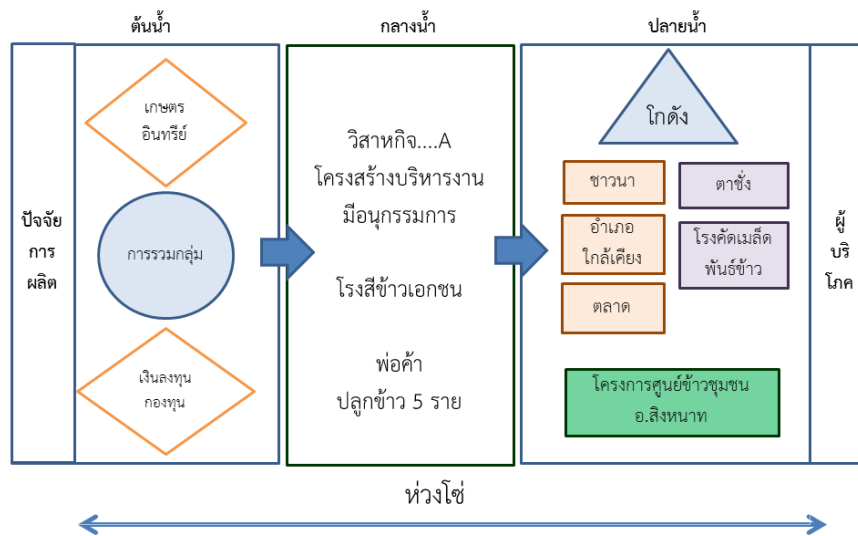 ต้นน้ำ
กลางน้ำ
ปลายน้ำ
ปัจจัย
การ
ผลิต
เกษตร
อินทรีย์
การรวมกลุ่ม
เงินลงทุน
กองทุน
วิสาหกิจ....A
โครงสร้างบริหารงาน
มีอนุกรรมการ
โรงสีข้าวเอกชน
พ่อค้า
ปลูกข้าว 5 ราย
โกดัง
ชาวนา
อำเภอ
ใกล้เคียง
ตลาด
ตาชั่ง
โรงคัดเมล็ด
พันธ์ข้าว
โครงการศูนย์ข้าวชุมชน
อ.สิงหนาท
ผู้
บริ
โภค
ห่วงโซ่